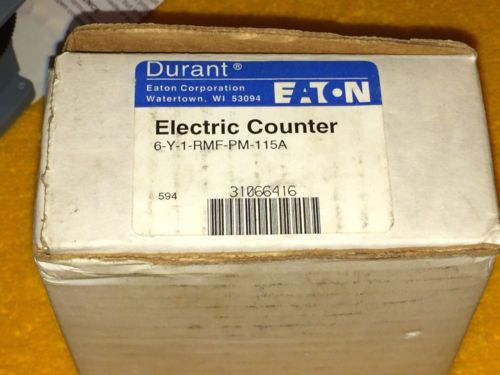 Durant®
Eaton Corporation
Watertown, WI 53094
EATON
Electric Counter
6-Y-1-RMF-PM-115A
594
31066416